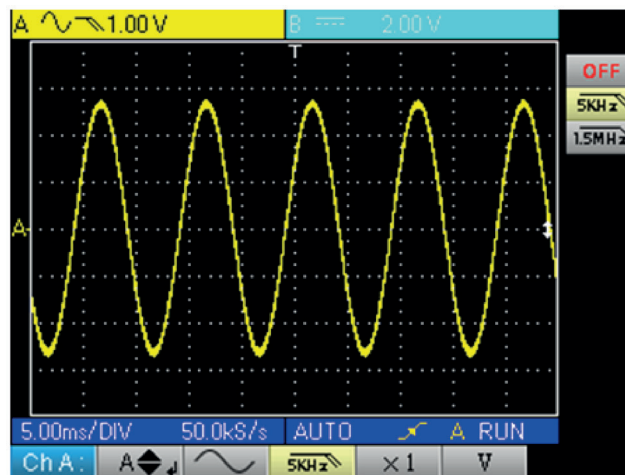 A 1.00 V B 2.00 V
T
OFF
5KHz
1.5MHz
A
5.00ms/DIV 50.0kS/s AUTO A RUN
Ch A: A 5KHz ×1 V